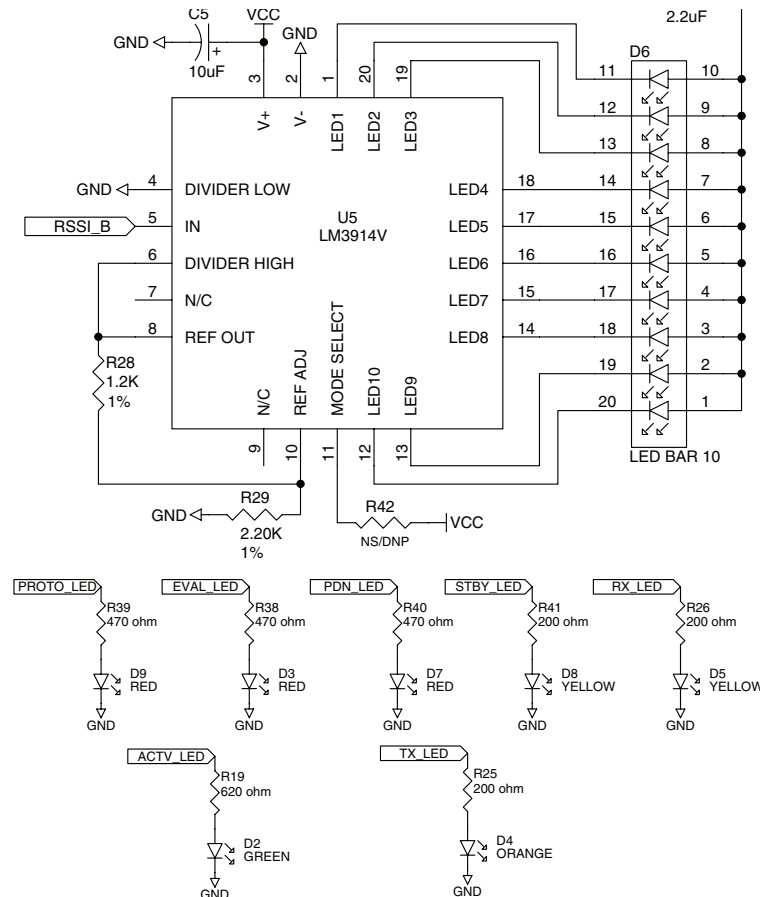 C5
VCC
2.2uF
GND
+
10uF
GND
D6
3
2
1
20
19
V+
V-
LED1
LED2
LED3
11
10
12
9
13
8
GND
4
DIVIDER LOW
LED4
18
14
7
RSSI_B
5
IN
U5
LM3914V
LED5
17
15
6
6
DIVIDER HIGH
LED6
16
16
5
7
N/C
LED7
15
17
4
8
REF OUT
LED8
14
18
3
R28
1.2K
1%
N/C
REF ADJ
MODE SELECT
LED10
LED9
19
2
20
1
9
10
11
12
13
LED BAR 10
GND
R29
2.20K
1%
R42
NS/DNP
VCC
PROTO_LED
EVAL_LED
PDN_LED
STBY_LED
RX_LED
R39
470 ohm
R38
470 ohm
R40
470 ohm
R41
200 ohm
R26
200 ohm
D9
RED
D3
RED
D7
RED
D8
YELLOW
D5
YELLOW
GND
GND
GND
GND
GND
ACTV_LED
TX_LED
R19
620 ohm
R25
200 ohm
D2
GREEN
D4
ORANGE
GND
GND